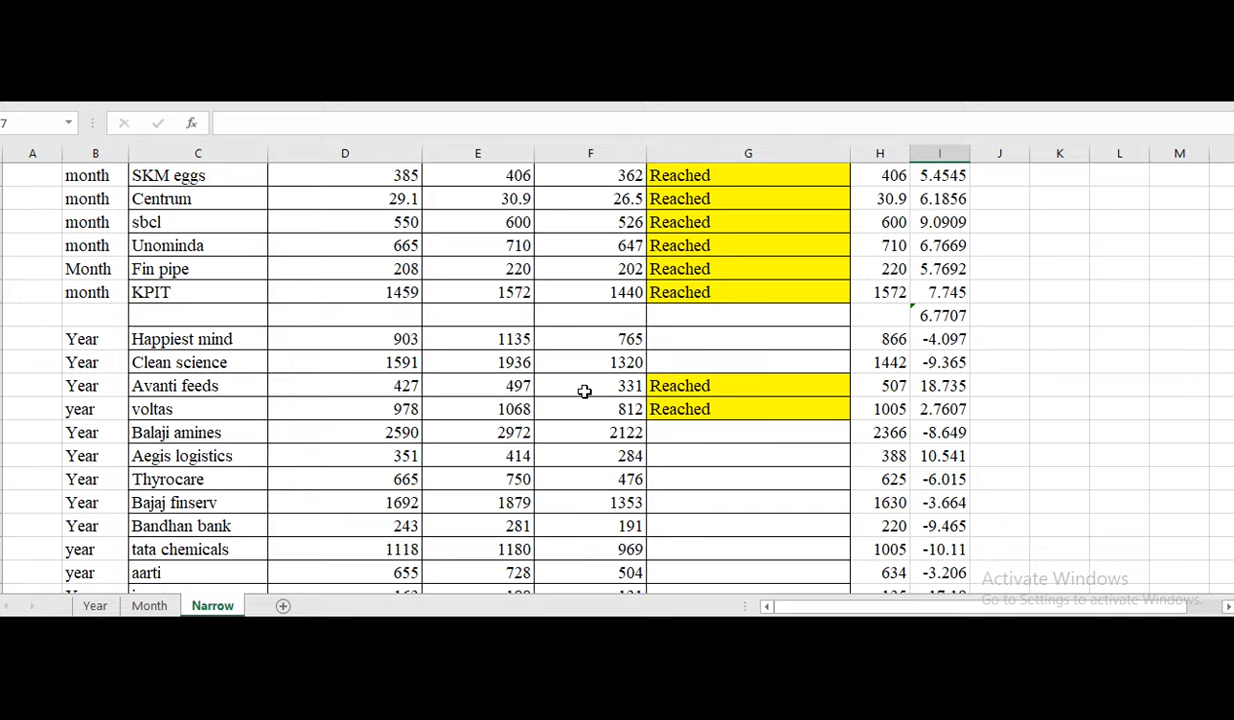 7 fx
A B C D E F G H I J K L M
month SKM eggs 385 406 362 Reached 406 5.4545
month Centrum 29.1 30.9 26.5 Reached 30.9 6.1856
month sbcl 550 600 526 Reached 600 9.0909
month Unominda 665 710 647 Reached 710 6.7669
Month Fin pipe 208 220 202 Reached 220 5.7692
month KPIT 1459 1572 1440 Reached 1572 7.745
6.7707
Year Happiest mind 903 1135 765 866 -4.097
Year Clean science 1591 1936 1320 1442 -9.365
Year Avanti feeds 427 497 331 Reached 507 18.735
year voltas 978 1068 812 Reached 1005 2.7607
Year Balaji amines 2590 2972 2122 2366 -8.649
Year Aegis logistics 351 414 284 388 10.541
Year Thyrocare 665 750 476 625 -6.015
Year Bajaj finserv 1692 1879 1353 1630 -3.664
Year Bandhan bank 243 281 191 220 -9.465
year tata chemicals 1118 1180 969 1005 -10.11
year aarti 655 728 504 634 -3.206
Activate Windows
Go to Settings to activate Windows.
Year Month Narrow